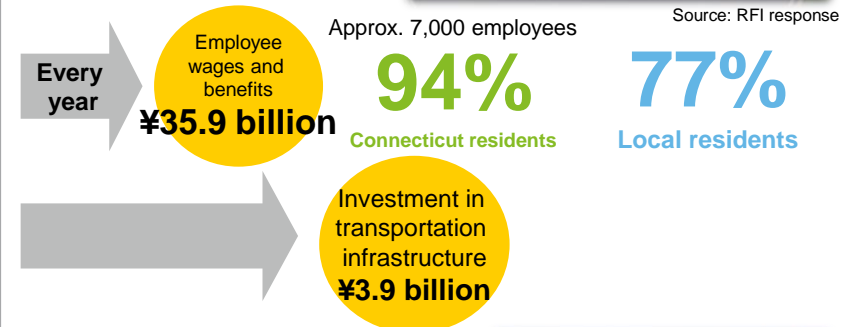 Source: RFI response
Approx. 7,000 employees
Every
year
Employee
wages and
benefits
¥35.9 billion
94%
Connecticut residents
77%
Local residents
Investment in
transportation
infrastructure
¥3.9 billion